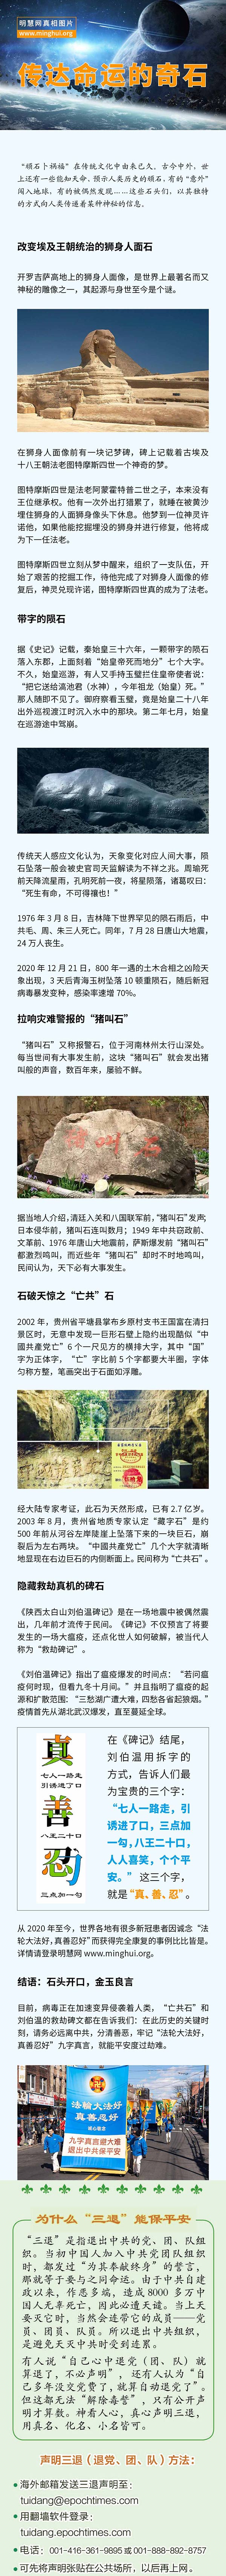 明慧网真相图片
www.minghui.org
传达命运的奇石
“碩石卜祸福”在传统文化中由来已久，古今中外，世
上还有一些能知天命、预示人类历史的碩石，有的“意外”
闯入地球，有的被偶然发现……这些石头们，以其独特
的方式向人类传递着某种神秘的信息。
改变埃及王朝统治的狮身人面石
开罗吉萨高地上的狮身人面像，是世界上最著名而又
神秘的雕像之一，其起源与身世至今是个谜。
在狮身人面像前有一块记梦碑，碑上记载着古埃及
十八王朝法老图特摩斯四世一个神奇的梦。
图特摩斯四世是法老阿蒙霍特普二世之子，本来没有
王位继承权。他有一次外出打猎累了，就睡在被黄沙
埋住狮身的人面狮身像头下休息。他梦到一位神灵许
诺他，如果他能挖掘埋没的狮身并进行修复，他将成
为下一任法老。
图特摩斯四世立刻从梦中醒来，组织了一支队伍，开
始了艰苦的挖掘工作，待他完成了对狮身人面像的修
复后，神灵兑现许诺，图特摩斯四世真的成为了法老。
带字的陨石
据《史记》记载，秦始皇三十六年，一颗带字的陨石
落入东郡，上面刻着“始皇帝死而地分”七个大字。
不久，始皇巡游，有人又手持玉璧拦住皇帝使者说：
“把它送给滈池君（水神），今年祖龙（始皇）死。”
那人随即不见了。御府察看玉璧，竟是始皇二十八年
出外巡视渡江时沉入水中的那块。第二年七月，始皇
在巡游途中驾崩。
传统天人感应文化认为，天象变化对应人间大事，陨
石坠落一般会被史官司天监解读为不祥之兆。周瑜死
前天降流星雨，孔明死前一夜，将星陨落，诸葛叹曰：
“死生有命，不可得禳也！”
1976 年 3 月 8 日，吉林降下世界罕见的陨石雨后，中
共毛、周、朱三人死亡。同年，7 月 28 日唐山大地震，
24 万人丧生。
2020 年 12 月 21 日，800 年一遇的土木合相之凶险天
象出现，3 天后青海玉树坠落 10 顿重陨石，随后新冠
病毒暴发变种，感染率速增 70%。
拉响灾难警报的“猪叫石”
“猪叫石”又称报警石，位于河南林州太行山深处。
每当世间有大事发生前，这块“猪叫石”就会发出猪
叫般的声音，数百年来，屡验不鲜。
猪叫石
据当地人介绍，清廷入关和八国联军前，“猪叫石”发声；
日本侵华前，猪叫石连叫数月；1949 年中共窃政前、
文革前、1976 年唐山大地震前，萨斯爆发前“猪叫石”
都激烈鸣叫，而近些年“猪叫石”却时不时地鸣叫，
民间认为，天下必有大事发生。
石破天惊之“亡共”石
2002 年，贵州省平塘县掌布乡原村支书王国富在清扫
景区时，无意中发现一巨形石壁上隐约出现酷似“中
國共產党亡”6 个一尺见方的横排大字，其中“国”
字为正体字，“亡”字比前 5 个字都要大半圈，字体
匀称方整，笔画突出于石面如浮雕。
经大陆专家考证，此石为天然形成，已有 2.7 亿岁。
2003 年 8 月，贵州省地质专家认定“藏字石”是约
500 年前从河谷左岸陡崖上坠落下来的一块巨石，崩
裂后为左右两块。“中國共產党亡”几个大字就清晰
地显现在右边巨石的内侧断面上。民间称为“亡共石”。
隐藏救劫真机的碑石
《陕西太白山刘伯温碑记》是在一场地震中被偶然震
出，几年前才流传于民间。《碑记》不仅预言了将要
发生的一场大瘟疫，还点化世人如何破解，被当代人
称为“救劫碑记”。
《刘伯温碑记》指出了瘟疫爆发的时间点：“若问瘟
疫何时现，但看九冬十月间。”并且指明了瘟疫的起
源和扩散范围：“三愁湖广遭大难，四愁各省起狼烟。”
疫情首先从湖北武汉爆发，直至蔓延全球。
真
七人一路走
引诱进了口
善
八王二十口
忍
三点加一勾
在《碑记》结尾，
刘伯温用拆字的
方式，告诉人们最
为宝贵的三个字：
“七人一路走，引
诱进了口，三点加
一勾，八王二十口，
人人喜笑，个个平
安。”这三个字，
就是“真、善、忍”。
从 2020 年至今，世界各地有很多新冠患者因诚念“法
轮大法好，真善忍好”而获得完全康复的事例比比皆是。
详情请登录明慧网 www.minghui.org。
结语：石头开口，金玉良言
目前，病毒正在加速变异侵袭着人类，“亡共石”和
刘伯温的救劫碑文都在告诉我们：在此历史的关键时
刻，请务必远离中共，分清善恶，牢记“法轮大法好，
真善忍好”九字真言，就能平安度过劫难。
法輪大法好
真善忍好
九字真言避大难
退出中共保平安
为什么“三退”能保平安
“三退”是指退出中共的党、团、队组
织。当初中国人加入中共党团队组织
时，都发过“为其奉献终身”的誓言，
那就等于要与之同命运。由于中共自建
政以来，作恶多端，造成 8000 多万中
国人无辜死亡，因此必遭天谴。当上天
要灭它时，当然会连带它的成员——党
员、团员、队员。所以退出中共组织，
是避免天灭中共时受到连累。
有人说“自己心中退党（团、队）就
算退了，不必声明”，还有人认为“自
己多年没交党费了，就算自动退党了”。
但这都无法“解除毒誓”，只有公开声
明才算数。神看人心，真心声明三退，
用真名、化名、小名皆可。
声明三退（退党、团、队）方法：
海外邮箱发送三退声明至：
tuidang@epochtimes.com
用翻墙软件登录：
tuidang.epochtimes.com
电话：001-416-361-9895 或 001-888-892-8757
可先将声明张贴在公共场所，以后再上网。